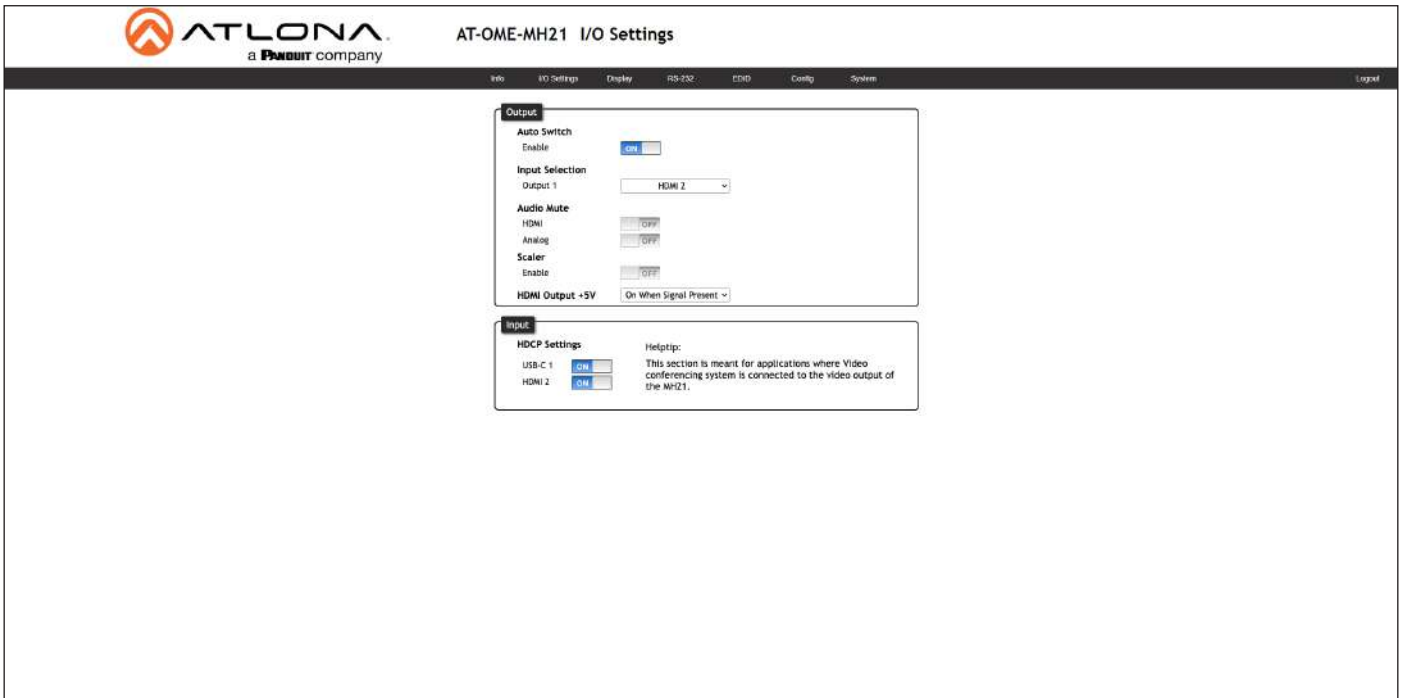 ATLONA.
a PANDUIT company
AT-OME-MH21 I/O Settings
Info I/O Settings Display RS-232 EDID Config System Logout
Output
Auto Switch
Enable ON
Input Selection
Output 1 HDMI 2
Audio Mute
HDMI OFF
Analog OFF
Scaler
Enable OFF
HDMI Output +5V On When Signal Present
Input
HDCP Settings Helptip:
USB-C 1 ON This section is meant for applications where Video
conferencing system is connected to the video output of
HDMI 2 ON the MH21.